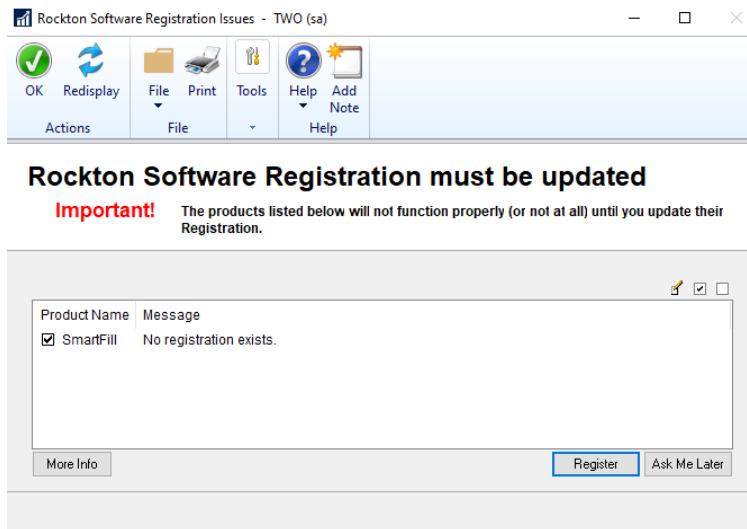 Rockton Software Registration Issues  -  TWO (sa)
OK Redisplay File Print Tools Help Add Note
Actions File Help
Rockton Software Registration must be updated
Important! The products listed below will not function properly (or not at all) until you update their
Registration.
Product Name Message
SmartFill No registration exists.
More Info Register Ask Me Later